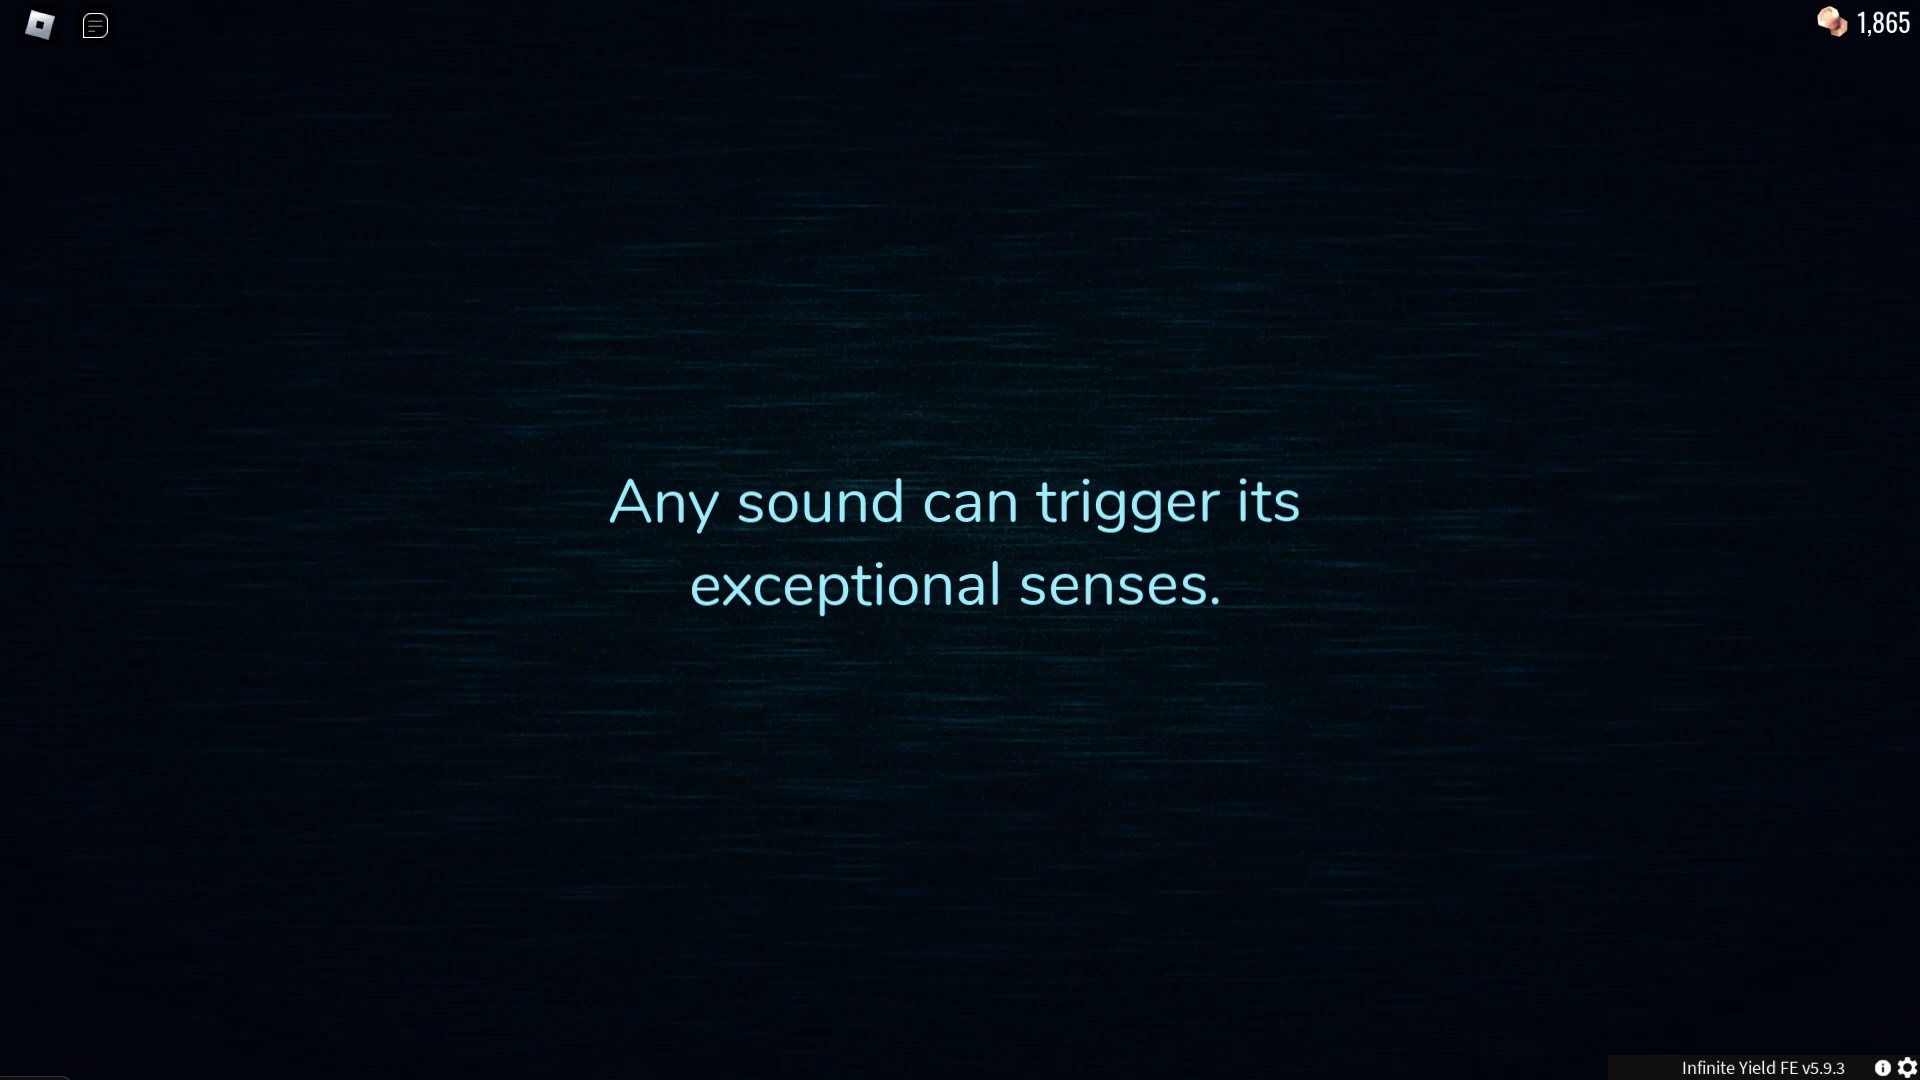 1,865
Any sound can trigger its
exceptional senses.
Infinite Yield FE v5.9.3